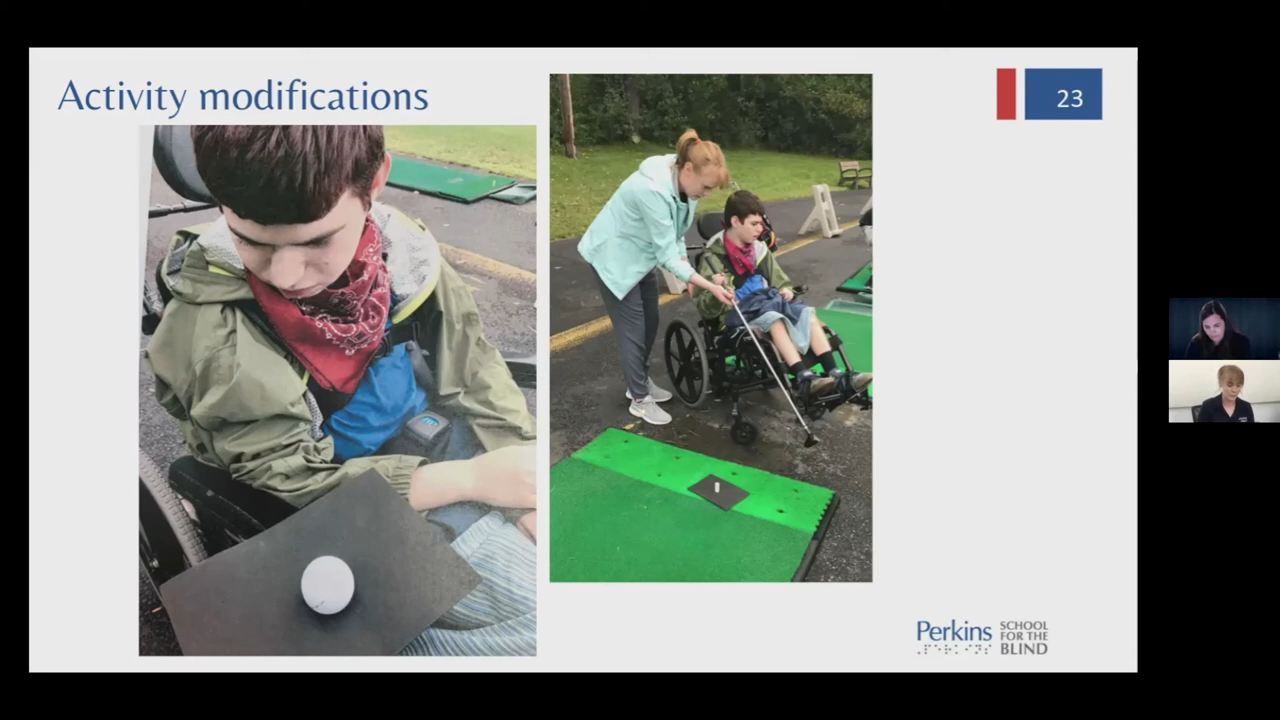 Activity modifications
23
Perkins
SCHOOL
FOR THE
BLIND